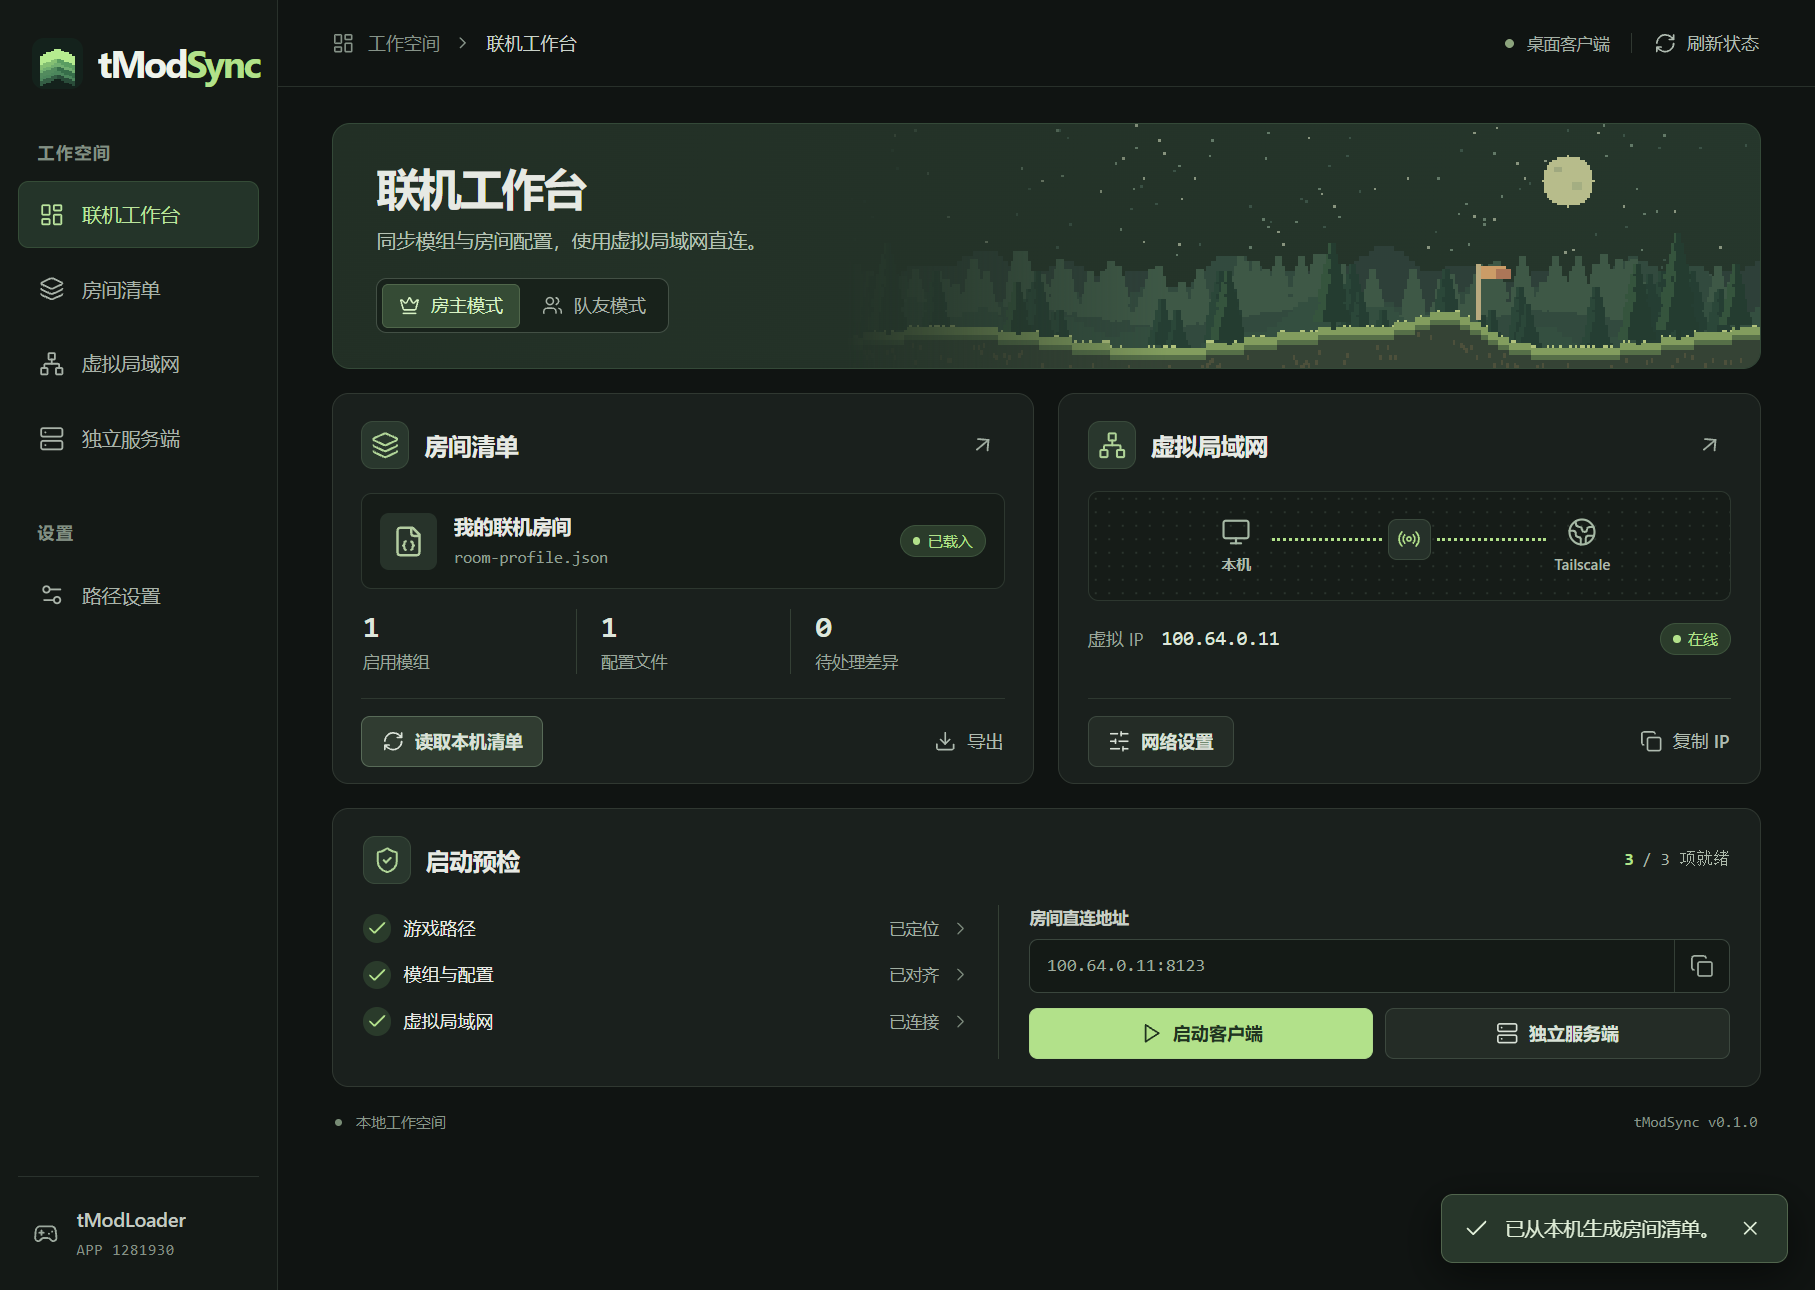 tModSync
工作空间
联机工作台
房间清单
虚拟局域网
独立服务端
设置
路径设置
tModLoader
APP 1281930
工作空间
联机工作台
桌面客户端
刷新状态
联机工作台
同步模组与房间配置，使用虚拟局域网直连。
房主模式
队友模式
房间清单
我的联机房间
room-profile.json
已载入
1
启用模组
1
配置文件
0
待处理差异
读取本机清单
导出
虚拟局域网
本机
Tailscale
虚拟 IP 100.64.0.11
在线
网络设置
复制 IP
启动预检
3 / 3 项就绪
游戏路径
已定位
模组与配置
已对齐
虚拟局域网
已连接
房间直连地址
100.64.0.11:8123
启动客户端
独立服务端
本地工作空间
tModSync v0.1.0
已从本机生成房间清单。